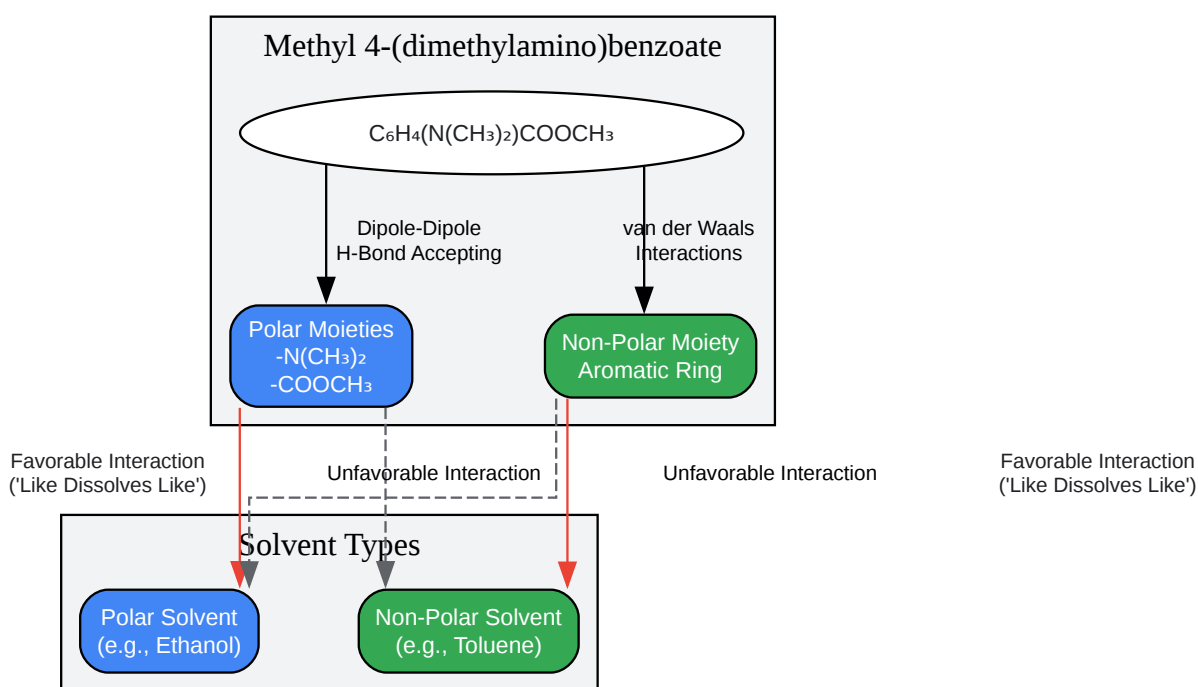 Methyl 4-(dimethylamino)benzoate
C₆H₄(N(CH₃)₂)COOCH₃
Dipole-Dipole
H-Bond Accepting
van der Waals
Interactions
Polar Moieties
-N(CH₃)₂
-COOCH₃
Non-Polar Moiety
Aromatic Ring
Favorable Interaction
('Like Dissolves Like')
Unfavorable Interaction
Unfavorable Interaction
Favorable Interaction
('Like Dissolves Like')
Solvent Types
Polar Solvent
(e.g., Ethanol)
Non-Polar Solvent
(e.g., Toluene)